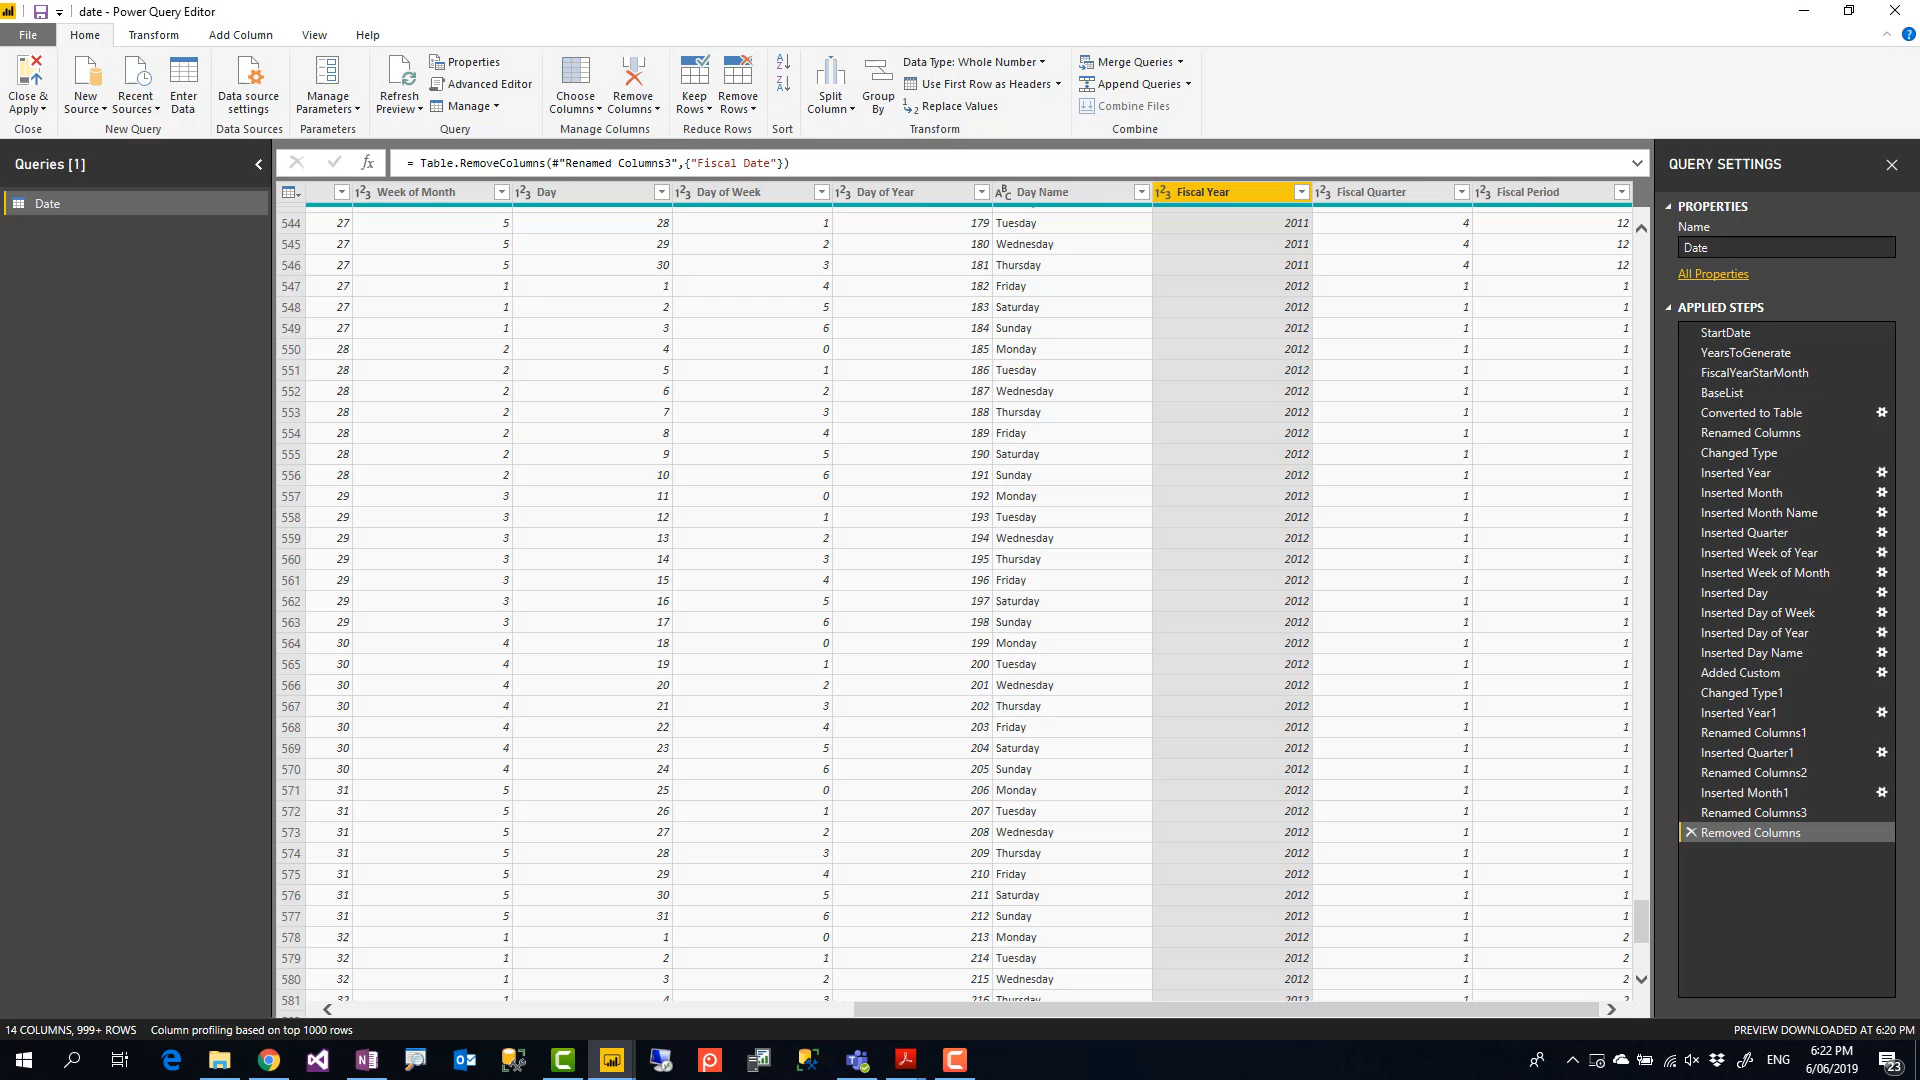 date - Power Query Editor
File Home Transform Add Column View Help
Close & Apply
New Source
Recent Sources
Enter Data
Data source settings
Manage Parameters
Refresh Preview
Properties
Advanced Editor
Manage
Choose Columns
Remove Columns
Keep Rows
Remove Rows
Split Column
Group By
Data Type: Whole Number
Use First Row as Headers
Replace Values
Merge Queries
Append Queries
Combine Files
Close New Query Data Sources Parameters Query Manage Columns Reduce Rows Sort Transform Combine
Queries [1]
Date
fx = Table.RemoveColumns(#"Renamed Columns3",{"Fiscal Date"})
Week of Month Day Day of Week Day of Year Day Name Fiscal Year Fiscal Quarter Fiscal Period
544 27 5 28 1 179 Tuesday 2011 4 12
545 27 5 29 2 180 Wednesday 2011 4 12
546 27 5 30 3 181 Thursday 2011 4 12
547 27 1 1 4 182 Friday 2012 1 1
548 27 1 2 5 183 Saturday 2012 1 1
549 27 1 3 6 184 Sunday 2012 1 1
550 28 2 4 0 185 Monday 2012 1 1
551 28 2 5 1 186 Tuesday 2012 1 1
552 28 2 6 2 187 Wednesday 2012 1 1
553 28 2 7 3 188 Thursday 2012 1 1
554 28 2 8 4 189 Friday 2012 1 1
555 28 2 9 5 190 Saturday 2012 1 1
556 28 2 10 6 191 Sunday 2012 1 1
557 29 3 11 0 192 Monday 2012 1 1
558 29 3 12 1 193 Tuesday 2012 1 1
559 29 3 13 2 194 Wednesday 2012 1 1
560 29 3 14 3 195 Thursday 2012 1 1
561 29 3 15 4 196 Friday 2012 1 1
562 29 3 16 5 197 Saturday 2012 1 1
563 29 3 17 6 198 Sunday 2012 1 1
564 30 4 18 0 199 Monday 2012 1 1
565 30 4 19 1 200 Tuesday 2012 1 1
566 30 4 20 2 201 Wednesday 2012 1 1
567 30 4 21 3 202 Thursday 2012 1 1
568 30 4 22 4 203 Friday 2012 1 1
569 30 4 23 5 204 Saturday 2012 1 1
570 30 4 24 6 205 Sunday 2012 1 1
571 31 5 25 0 206 Monday 2012 1 1
572 31 5 26 1 207 Tuesday 2012 1 1
573 31 5 27 2 208 Wednesday 2012 1 1
574 31 5 28 3 209 Thursday 2012 1 1
575 31 5 29 4 210 Friday 2012 1 1
576 31 5 30 5 211 Saturday 2012 1 1
577 31 5 31 6 212 Sunday 2012 1 1
578 32 1 1 0 213 Monday 2012 1 2
579 32 1 2 1 214 Tuesday 2012 1 2
580 32 1 3 2 215 Wednesday 2012 1 2
581 32 1 4 3 216 Thursday 2012 1 2
QUERY SETTINGS
PROPERTIES
Name
Date
All Properties
APPLIED STEPS
StartDate
YearsToGenerate
FiscalYearStarMonth
BaseList
Converted to Table
Renamed Columns
Changed Type
Inserted Year
Inserted Month
Inserted Month Name
Inserted Quarter
Inserted Week of Year
Inserted Week of Month
Inserted Day
Inserted Day of Week
Inserted Day of Year
Inserted Day Name
Added Custom
Changed Type1
Inserted Year1
Renamed Columns1
Inserted Quarter1
Renamed Columns2
Inserted Month1
Renamed Columns3
Removed Columns
14 COLUMNS, 999+ ROWS Column profiling based on top 1000 rows PREVIEW DOWNLOADED AT 6:20 PM
ENG
6:22 PM
6/06/2019
23